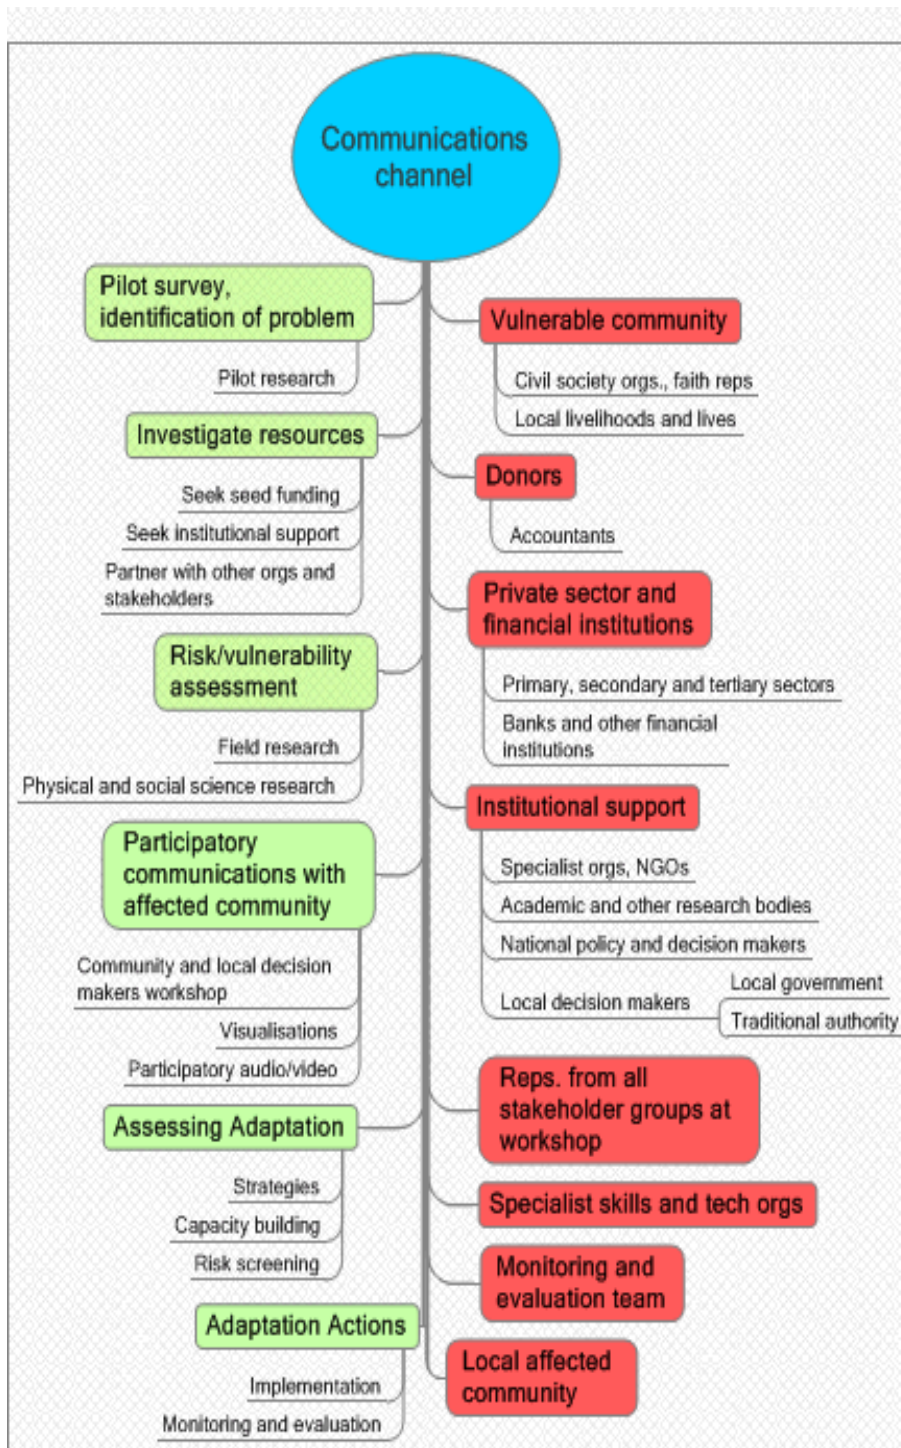 Communications
channel
Pilot survey,
identification of problem
Pilot research
Investigate resources
Seek seed funding
Seek institutional support
Partner with other orgs and
stakeholders
Risk/vulnerability
assessment
Field research
Physical and social science research
Participatory
communications with
affected community
Community and local decision
makers workshop
Visualisations
Participatory audio/video
Assessing Adaptation
Strategies
Capacity building
Risk screening
Adaptation Actions
Implementation
Monitoring and evaluation
Vulnerable community
Civil society orgs., faith reps
Local livelihoods and lives
Donors
Accountants
Private sector and
financial institutions
Primary, secondary and tertiary sectors
Banks and other financial
institutions
Institutional support
Specialist orgs, NGOs
Academic and other research bodies
National policy and decision makers
Local decision makers
Local government
Traditional authority
Reps. from all
stakeholder groups at
workshop
Specialist skills and tech orgs
Monitoring and
evaluation team
Local affected
community